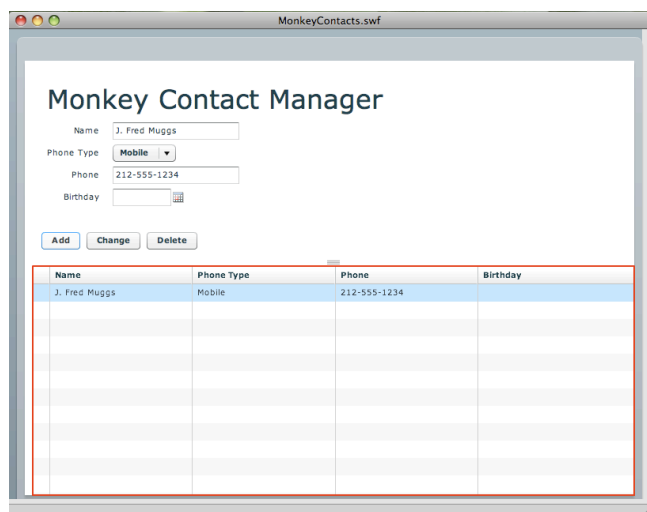 MonkeyContacts.swf
Monkey Contact Manager
Name J. Fred Muggs
Phone Type Mobile
Phone 212-555-1234
Birthday
Add Change Delete
Name Phone Type Phone Birthday
J. Fred Muggs Mobile 212-555-1234